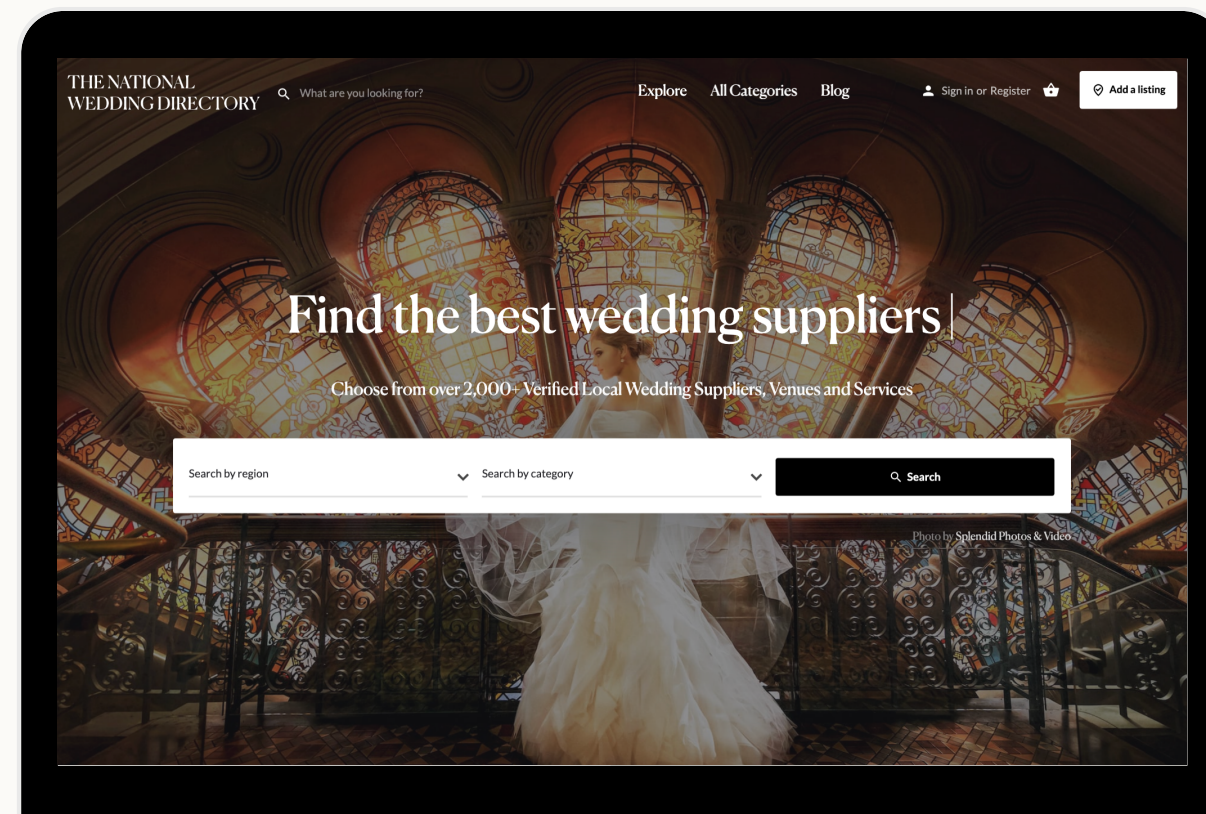 THE NATIONAL
WEDDING DIRECTORY
What are you looking for?
Explore
All Categories
Blog
Sign in or Register
Add a listing
Find the best wedding suppliers|
Choose from over 2,000+ Verified Local Wedding Suppliers, Venues and Services
Search by region
Search by category
Search
Photo by Splendid Photos & Video